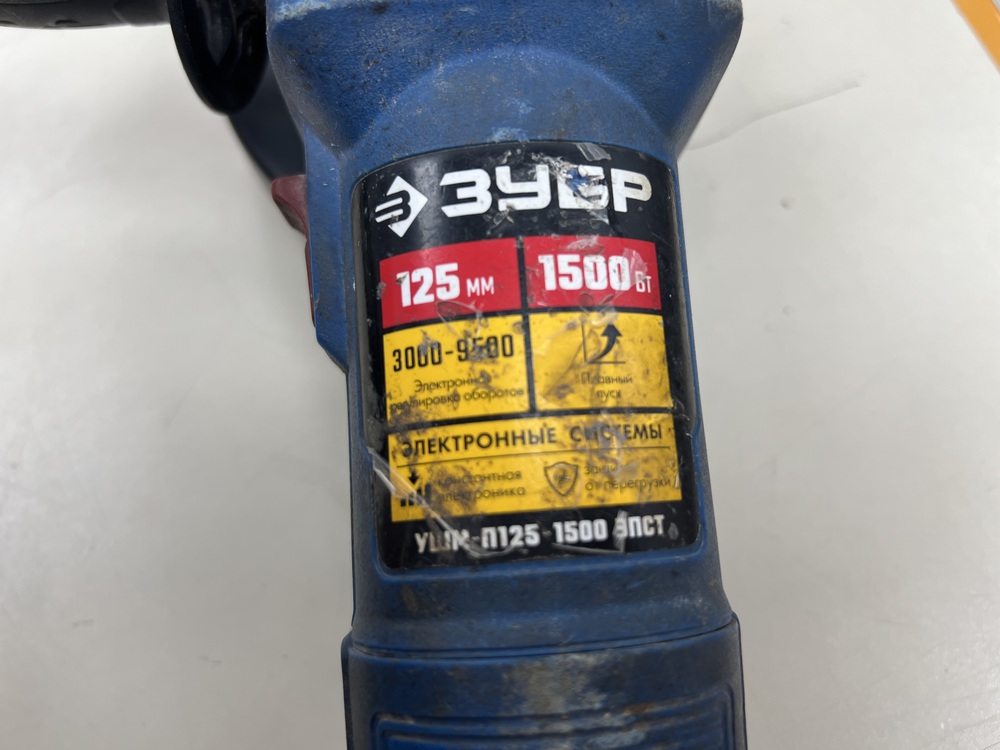 ЗУБР
125 мм
1500 Вт
3000-9500
Электронная
регулировка оборотов
Плавный
пуск
ЭЛЕКТРОННЫЕ СИСТЕМЫ
константная
электроника
от перегрузки
УШМ-П125-1500 ЭПСТ